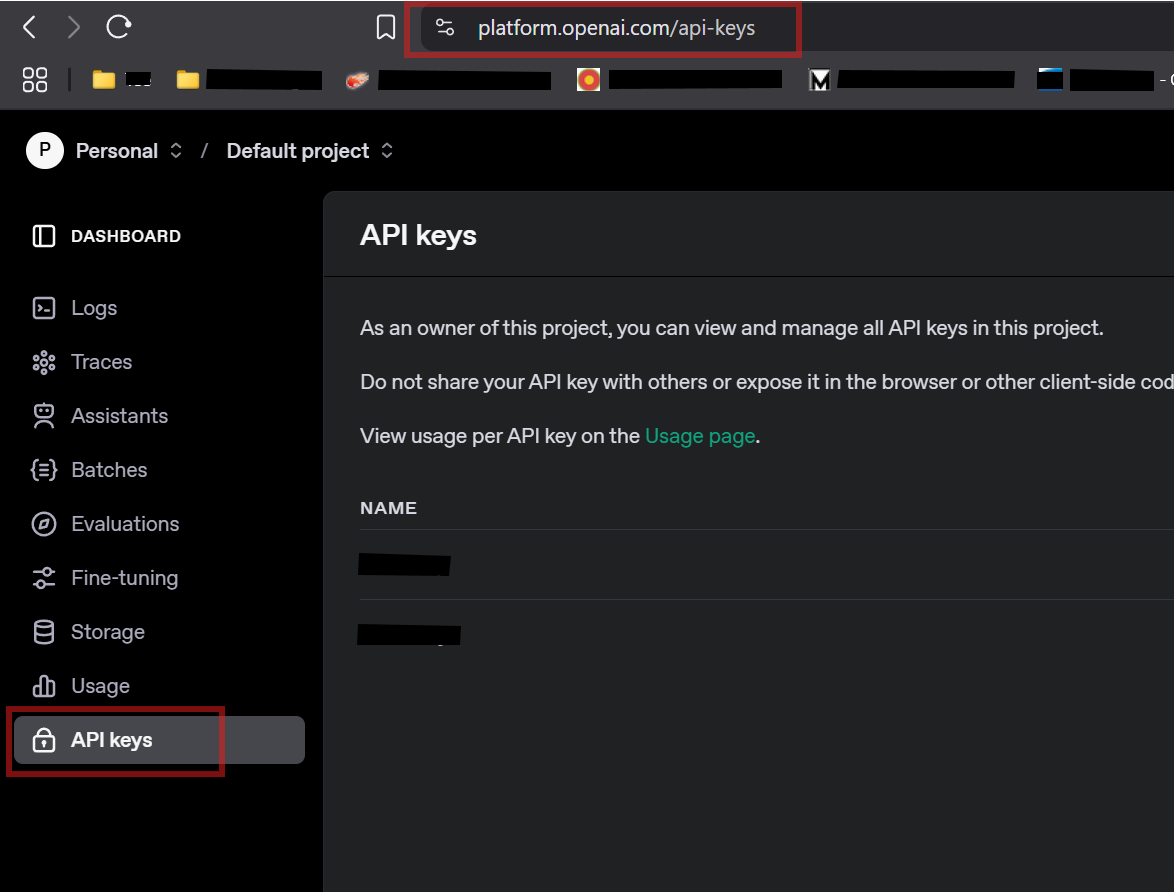 platform.openai.com/api-keys
P Personal / Default project
DASHBOARD
Logs
Traces
Assistants
Batches
Evaluations
Fine-tuning
Storage
Usage
API keys
API keys
As an owner of this project, you can view and manage all API keys in this project.
Do not share your API key with others or expose it in the browser or other client-side cod
View usage per API key on the Usage page.
NAME